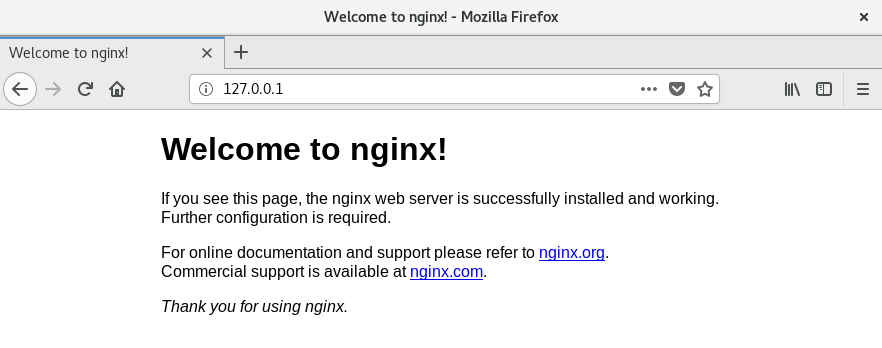 Welcome to nginx! - Mozilla Firefox
Welcome to nginx!
127.0.0.1
Welcome to nginx!
If you see this page, the nginx web server is successfully installed and working.
Further configuration is required.
For online documentation and support please refer to nginx.org.
Commercial support is available at nginx.com.
Thank you for using nginx.